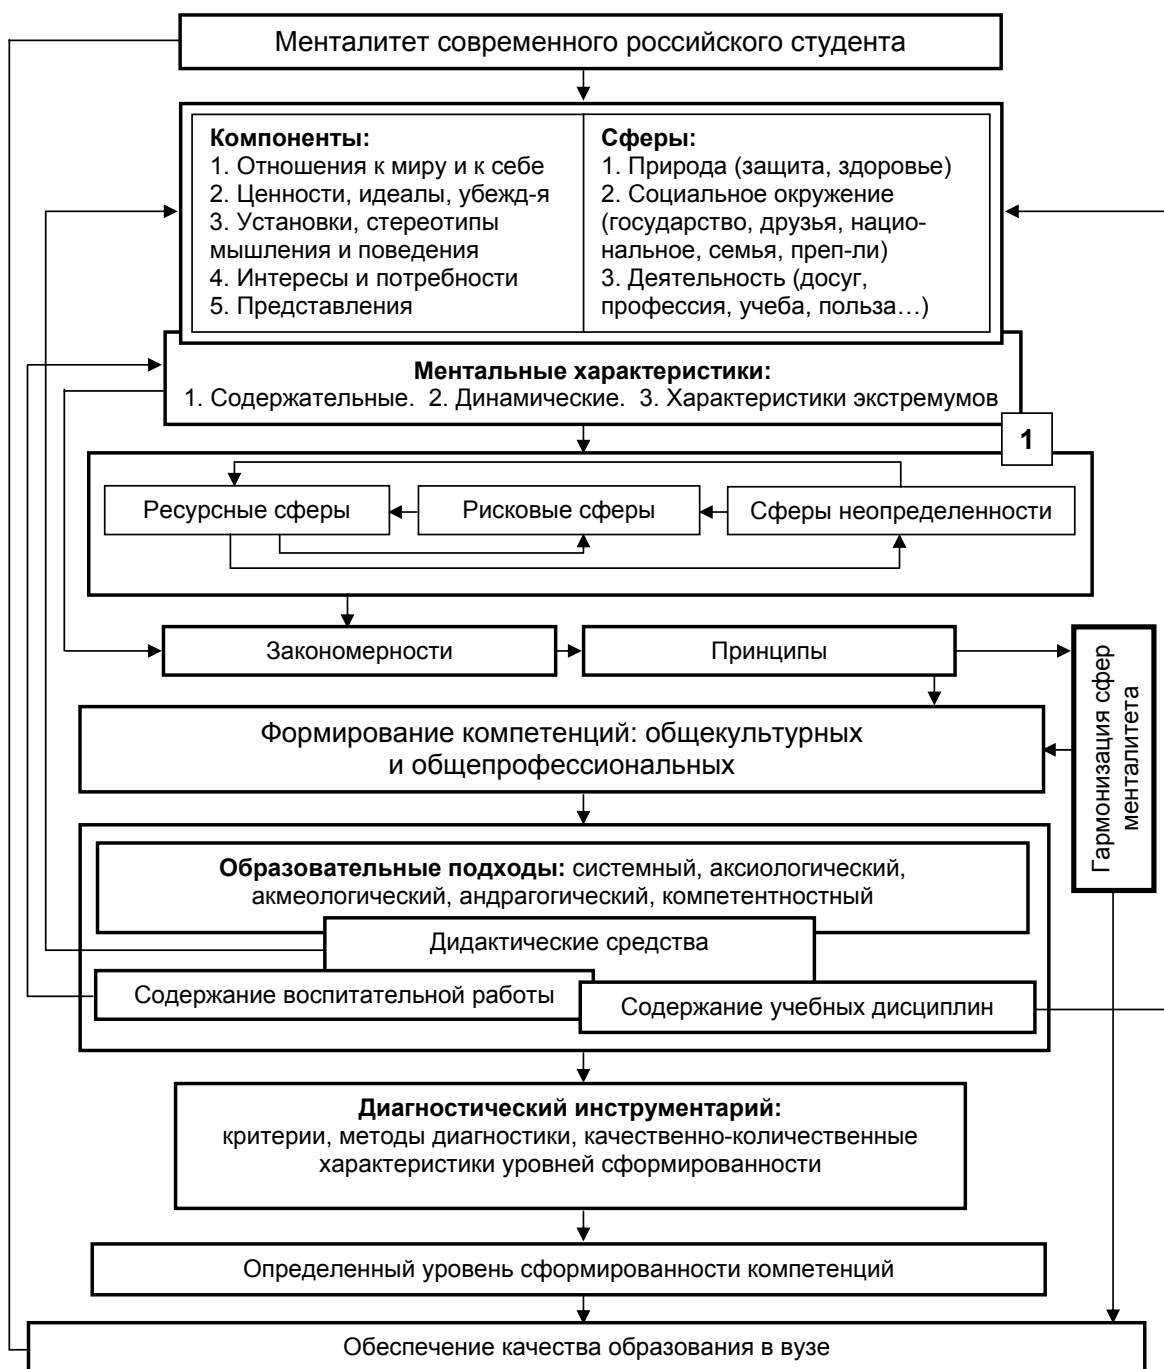 Менталитет современного российского студента
Компоненты:
1. Отношения к миру и к себе
2. Ценности, идеалы, убежд-я
3. Установки, стереотипы
мышления и поведения
4. Интересы и потребности
5. Представления
Сферы:
1. Природа (защита, здоровье)
2. Социальное окружение
(государство, друзья, нацио-
нальное, семья, преп-ли)
3. Деятельность (досуг,
профессия, учеба, польза…)
Ментальные характеристики:
1. Содержательные. 2. Динамические. 3. Характеристики экстремумов
1
Ресурсные сферы
Рисковые сферы
Сферы неопределенности
Закономерности
Принципы
Гармонизация сфер
менталитета
Формирование компетенций: общекультурных
и общепрофессиональных
Образовательные подходы: системный, аксиологический,
акмеологический, андрагогический, компетентностный
Дидактические средства
Содержание воспитательной работы
Содержание учебных дисциплин
Диагностический инструментарий:
критерии, методы диагностики, качественно-количественные
характеристики уровней сформированности
Определенный уровень сформированности компетенций
Обеспечение качества образования в вузе